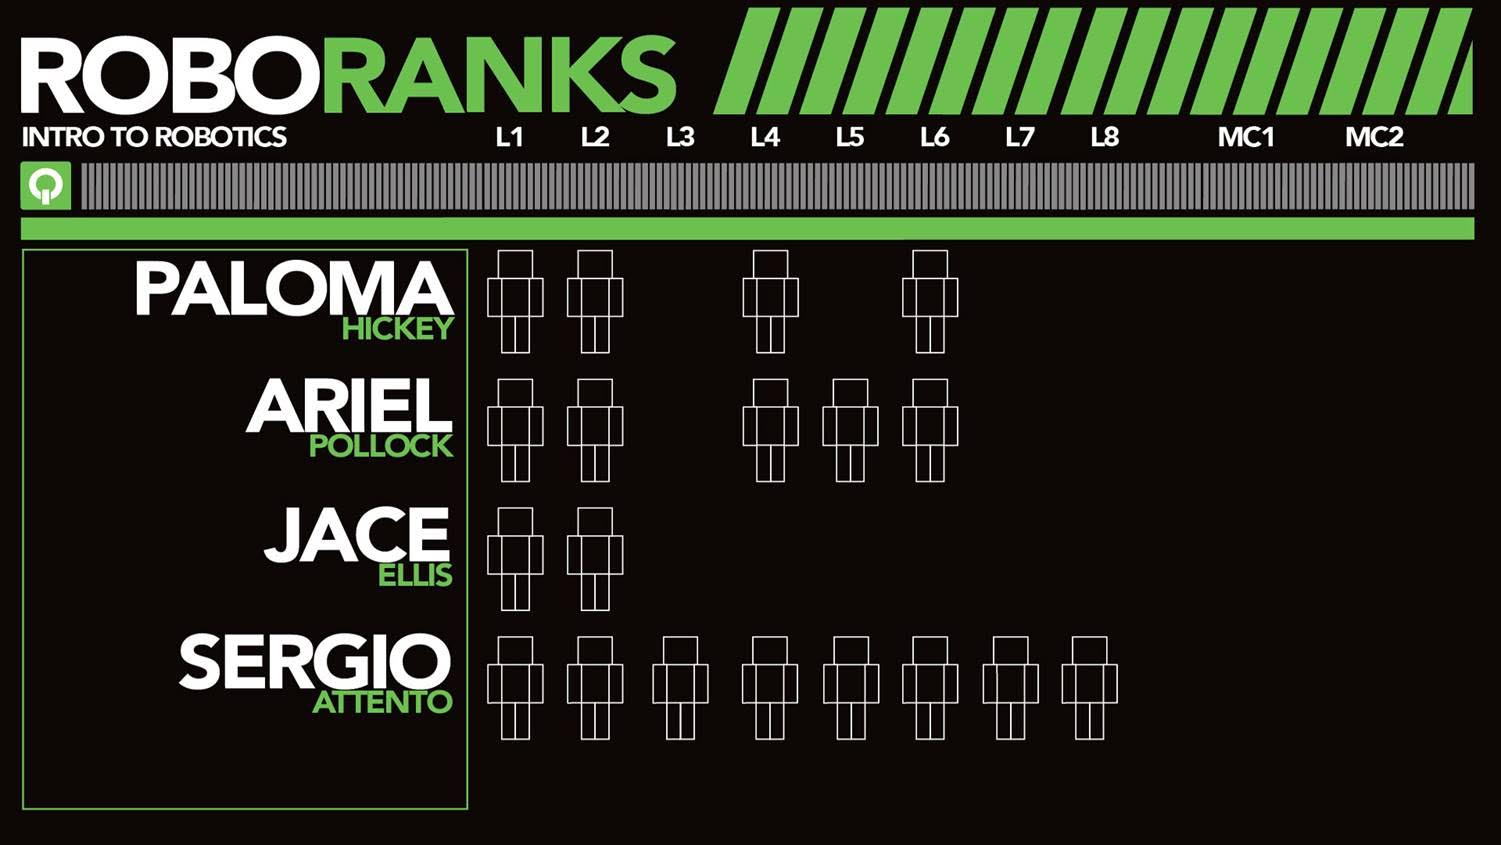 ROBORANKS
INTRO TO ROBOTICS L1 L2 L3 L4 L5 L6 L7 L8 MC1 MC2
PALOMA
HICKEY
ARIEL
POLLOCK
JACE
ELLIS
SERGIO
ATTENTO